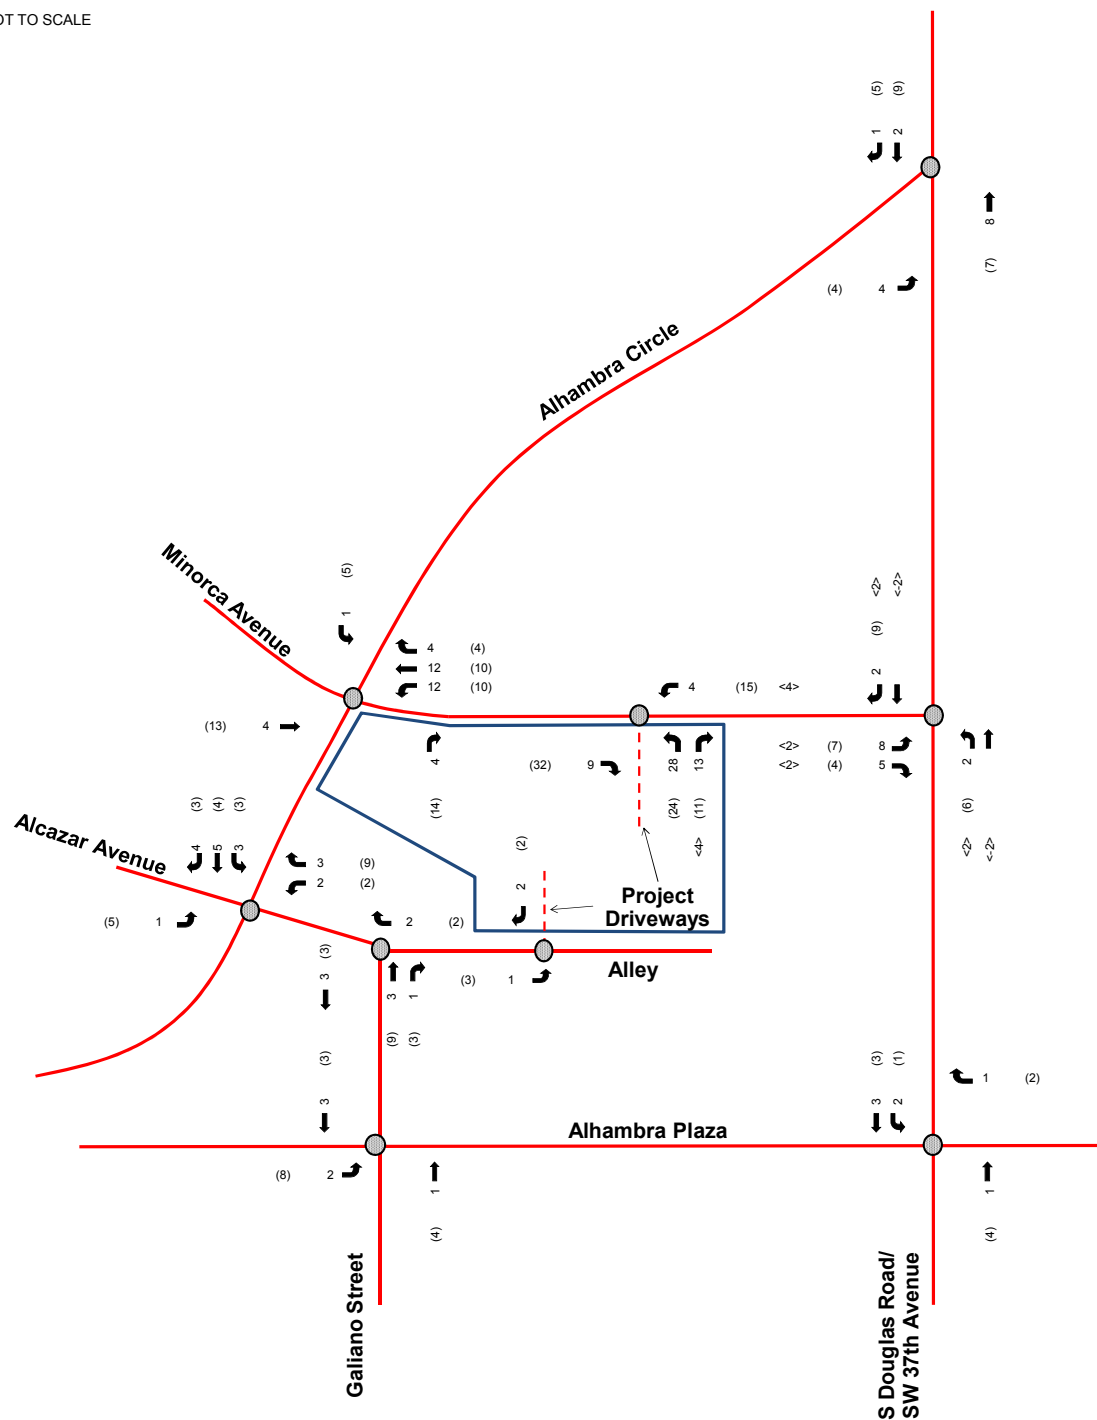 OT TO SCALE
(5) (9)
1 2
8
(7)
(4) 4
Alhambra Circle
Minorca Avenue
(5)
1
<2> <-2>
(9)
2
4 (4)
12 (10)
12 (10)
4 (15) <4>
(13) 4
4
(14)
(32) 9
28 13
(24) (11)
<4>
<2> (7) 8
<2> (4) 5
2
(6)
<2> <-2>
(3) (4) (3)
4 5 3
Alcazar Avenue
3 (9)
2 (2)
(2)
2
Project
Driveways
(5) 1
2 (2)
(3)
3
3 1
(9) (3)
(3) 1
Alley
(3)
3
(3) (1)
3 2
1 (2)
Alhambra Plaza
(8) 2
1
(4)
1
(4)
Galiano Street
S Douglas Road/
SW 37th Avenue